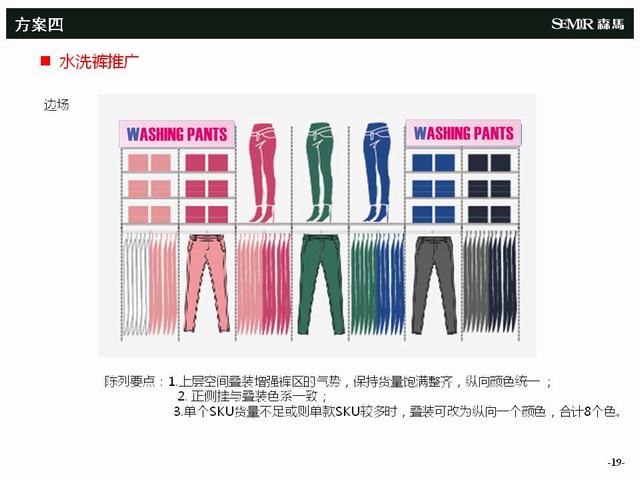 方案四
SEMIR 森馬
■ 水洗裤推广
边场
WASHING PANTS
WASHING PANTS
陈列要点：1.上层空间叠装增强裤区的气势，保持货量饱满整齐，纵向颜色统一；
2. 正侧挂与叠装色系一致；
3.单个SKU货量不足或则单款SKU较多时，叠装可改为纵向一个颜色，合计8个色。
-19-